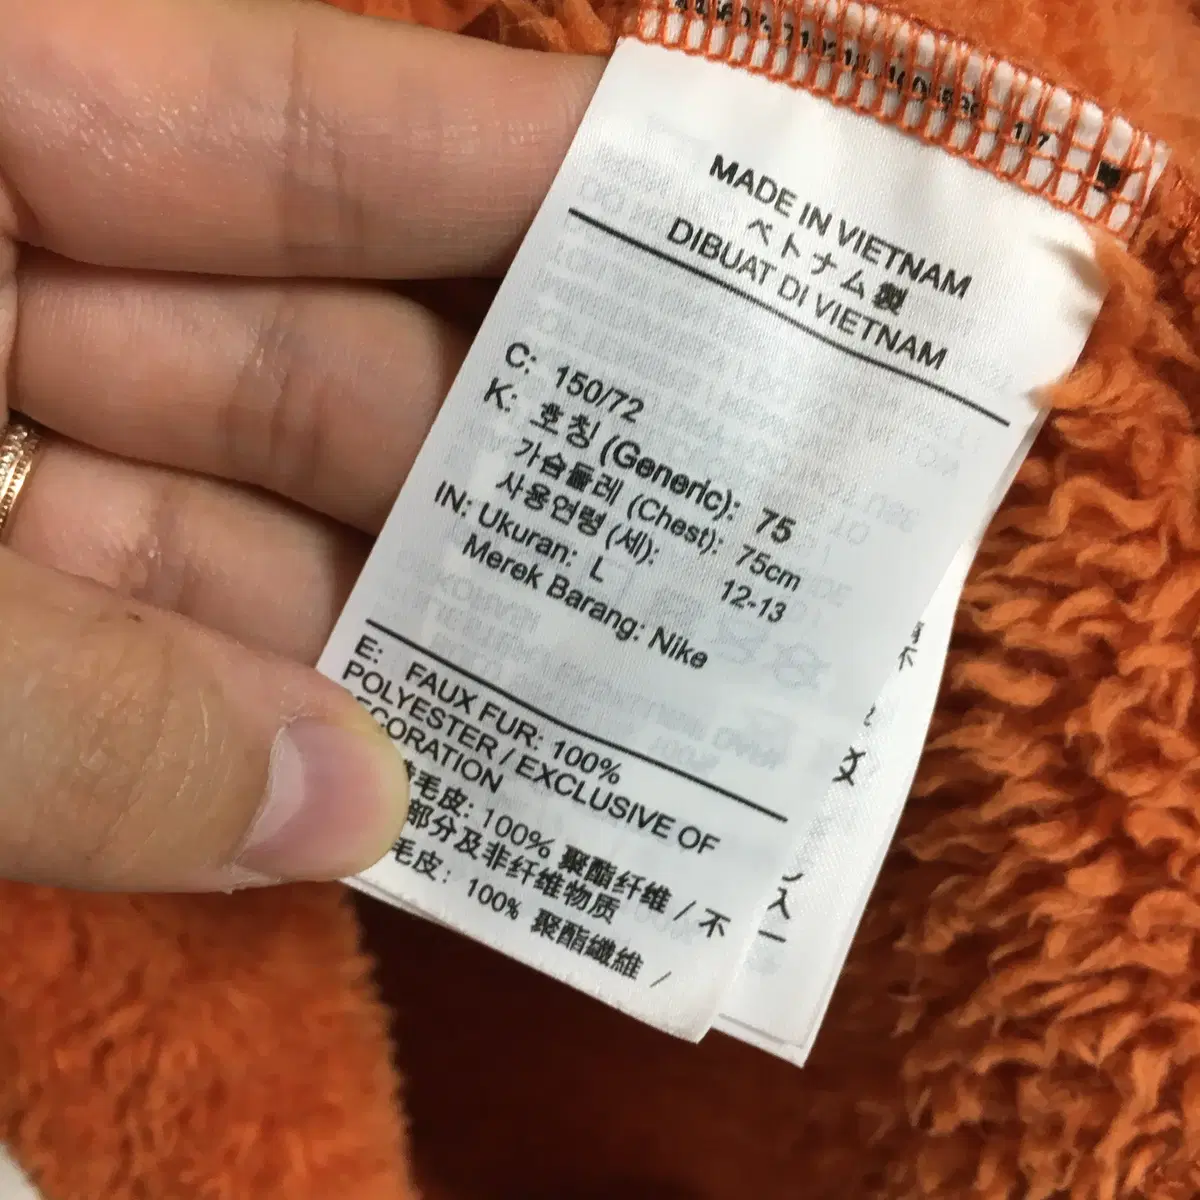 MADE IN VIETNAM
ベトナム製
DIBUAT DI VIETNAM
C: 150/72
K: 호칭 (Generic): 75
가슴둘레 (Chest): 75cm
사용연령 (세): 12-13
IN: Ukuran: L
Merek Barang: Nike
E: FAUX FUR: 100%
POLYESTER / EXCLUSIVE OF
CORATION
毛皮: 100% 聚酯纤维 / 不
部分及非纤维物质
毛皮: 100% 聚酯纖維 /